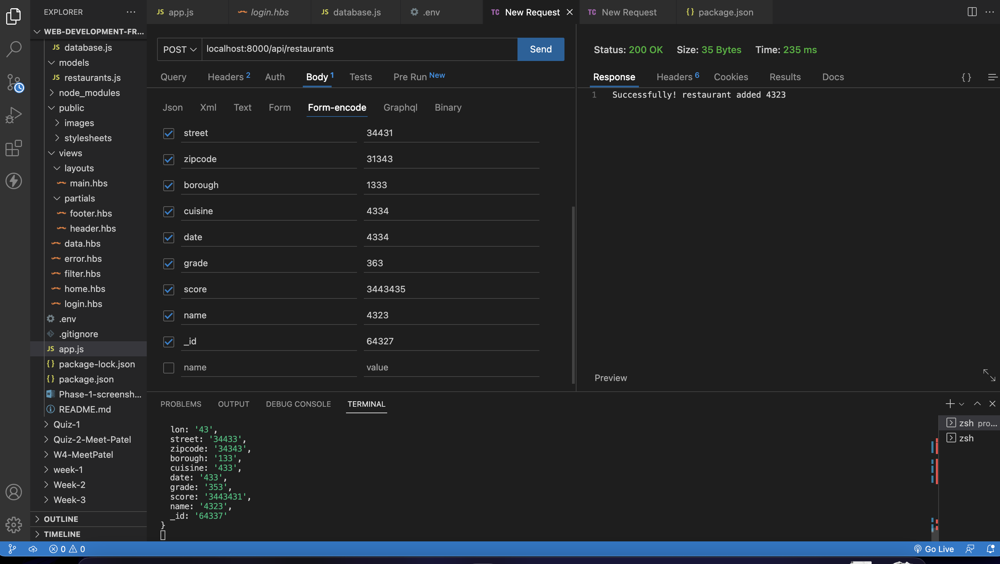 EXPLORER
JS app.js
login.hbs
JS database.js
.env
TC New Request
TC New Request
{} package.json
WEB-DEVELOPMENT-FR...
JS database.js
models
JS restaurants.js
node_modules
public
images
stylesheets
views
layouts
main.hbs
partials
footer.hbs
header.hbs
data.hbs
error.hbs
filter.hbs
home.hbs
login.hbs
.env
.gitignore
JS app.js
{} package-lock.json
{} package.json
Phase-1-screensh...
README.md
Quiz-1
Quiz-2-Meet-Patel
W4-MeetPatel
week-1
Week-2
Week-3
OUTLINE
TIMELINE
POST localhost:8000/api/restaurants Send
Query Headers 2 Auth Body 1 Tests Pre Run New
Json Xml Text Form Form-encode Graphql Binary
street 34431
zipcode 31343
borough 1333
cuisine 4334
date 4334
grade 363
score 3443435
name 4323
_id 64327
name value
Status: 200 OK Size: 35 Bytes Time: 235 ms
Response Headers 6 Cookies Results Docs {}
1 Successfully! restaurant added 4323
Preview
PROBLEMS OUTPUT DEBUG CONSOLE TERMINAL
lon: '43',
street: '34433',
zipcode: '34343',
borough: '133',
cuisine: '433',
date: '433',
grade: '353',
score: '3443431',
name: '4323',
_id: '64337'
}
zsh pro...
zsh
0 0
Go Live